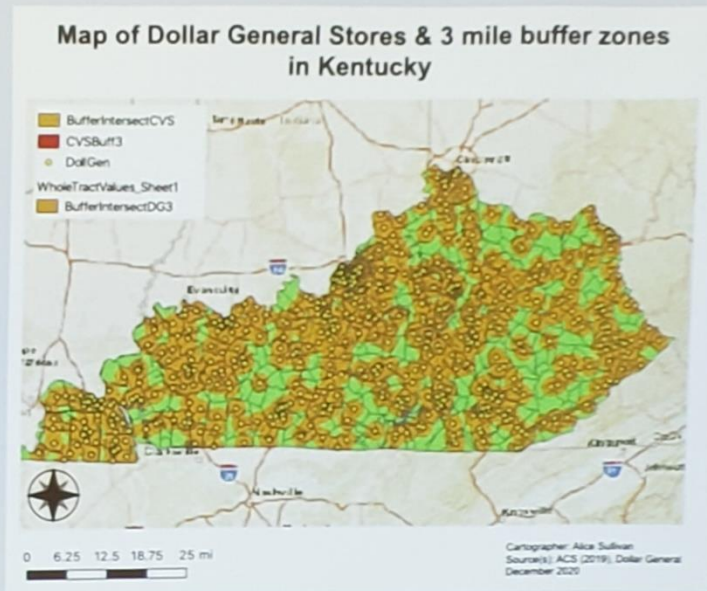 Map of Dollar General Stores & 3 mile buffer zones
in Kentucky
BufferIntersectCVS
CVSBuff3
DollGen
WholeTractValues_Sheet1
BufferIntersectDG3
Evansville
Nashville
0 6.25 12.5 18.75 25 mi
Cartographer: Alice Sullivan
Source(s): ACS (2019), Dollar General
December 2020